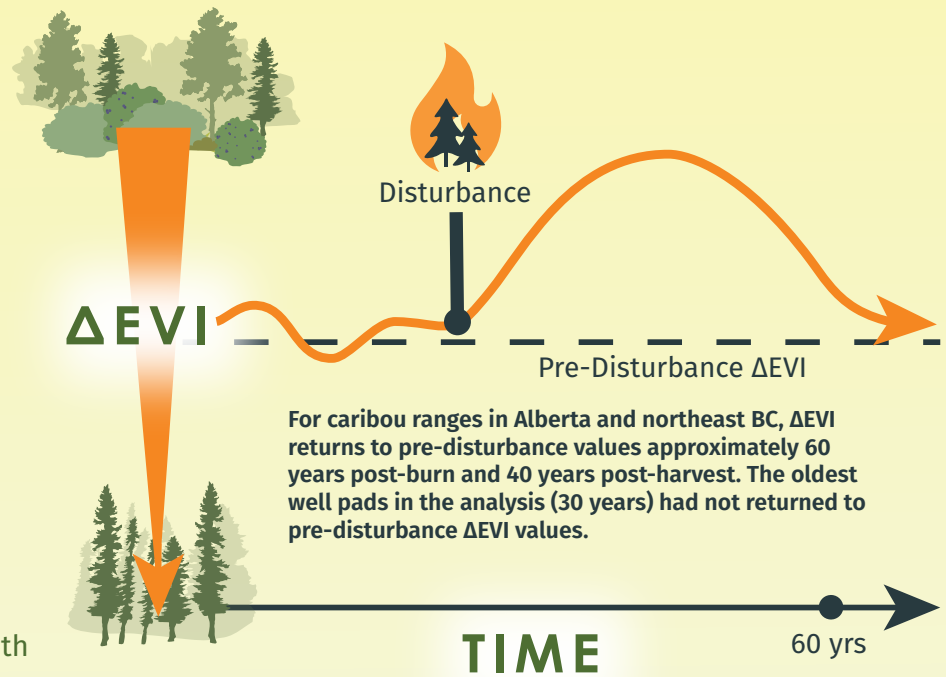 Disturbance
ΔEVI
Pre-Disturbance ΔEVI
For caribou ranges in Alberta and northeast BC, ΔEVI
returns to pre-disturbance values approximately 60
years post-burn and 40 years post-harvest. The oldest
well pads in the analysis (30 years) had not returned to
pre-disturbance ΔEVI values.
th
TIME
60 yrs